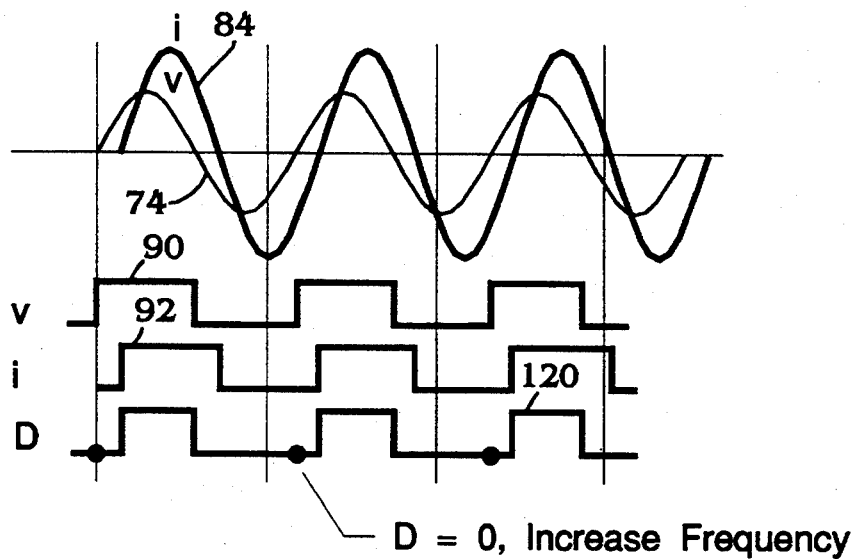 i 84
v
74
90
v
92
i
120
D
D = 0, Increase Frequency